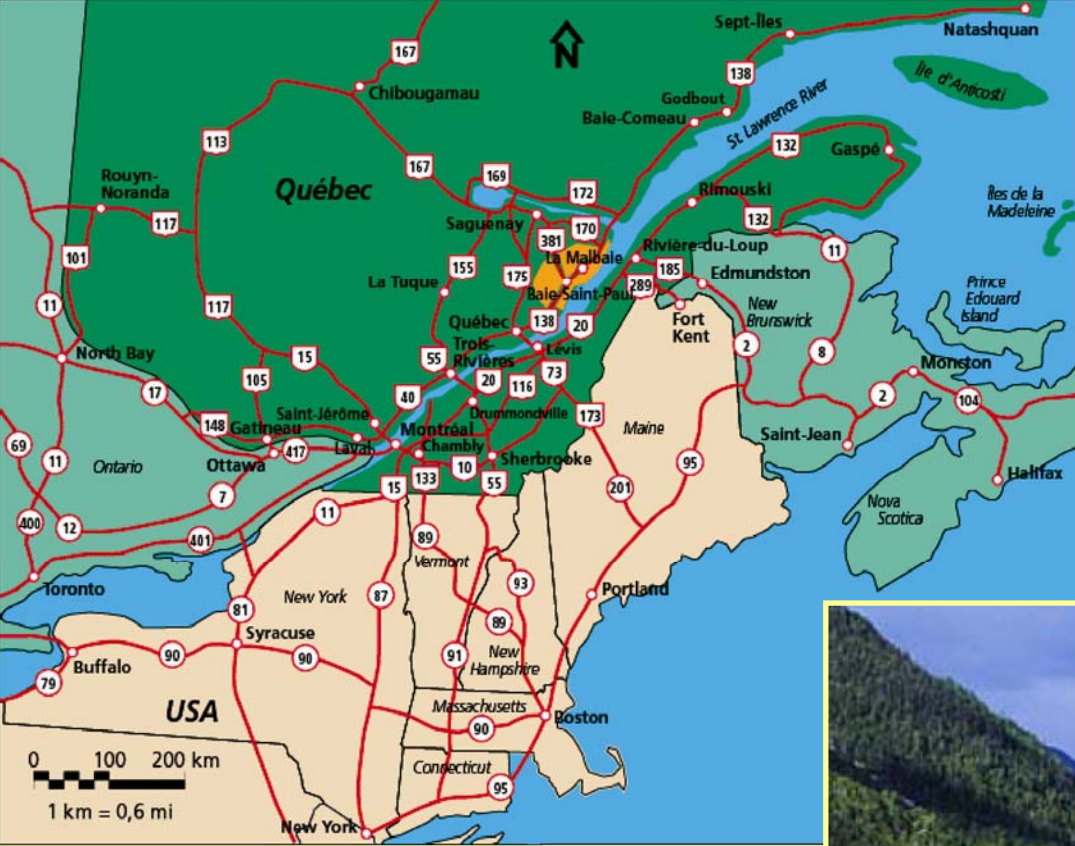 Sept-Îles
Natashquan
N
167
138
Île d'Anticosti
Chibougamau
Godbout
Baie-Comeau
St Lawrence River
113
132
Gaspé
167
Rouyn-
Noranda
Québec
169
172
Rimouski
Îles de la
Madeleine
117
Saguenay
170
132
381
Rivière-du-Loup
11
101
La Malbaie
155
175
185
La Tuque
Edmundston
289
Baie-Saint-Paul
Prince
Edouard
Island
11
117
New
Brunswick
Québec
138
20
Fort
Kent
North Bay
Trois-
Rivières
Lévis
2
8
15
55
Moncton
105
20
116
73
17
40
2
104
148
Saint-Jérôme
Drummondville
173
Gatineau
Montréal
Maine
69
Laval
Chambly
Saint-Jean
11
Ontario
Ottawa
417
10
Sherbrooke
95
Halifax
15
133
55
201
7
Nova
Scotica
400
12
11
401
89
Vermont
Toronto
New York
87
93
Portland
81
89
Syracuse
90
90
91
New
Hampshire
Buffalo
79
USA
Massachusetts
Boston
90
0 100 200 km
Connecticut
95
1 km = 0,6 mi
New York